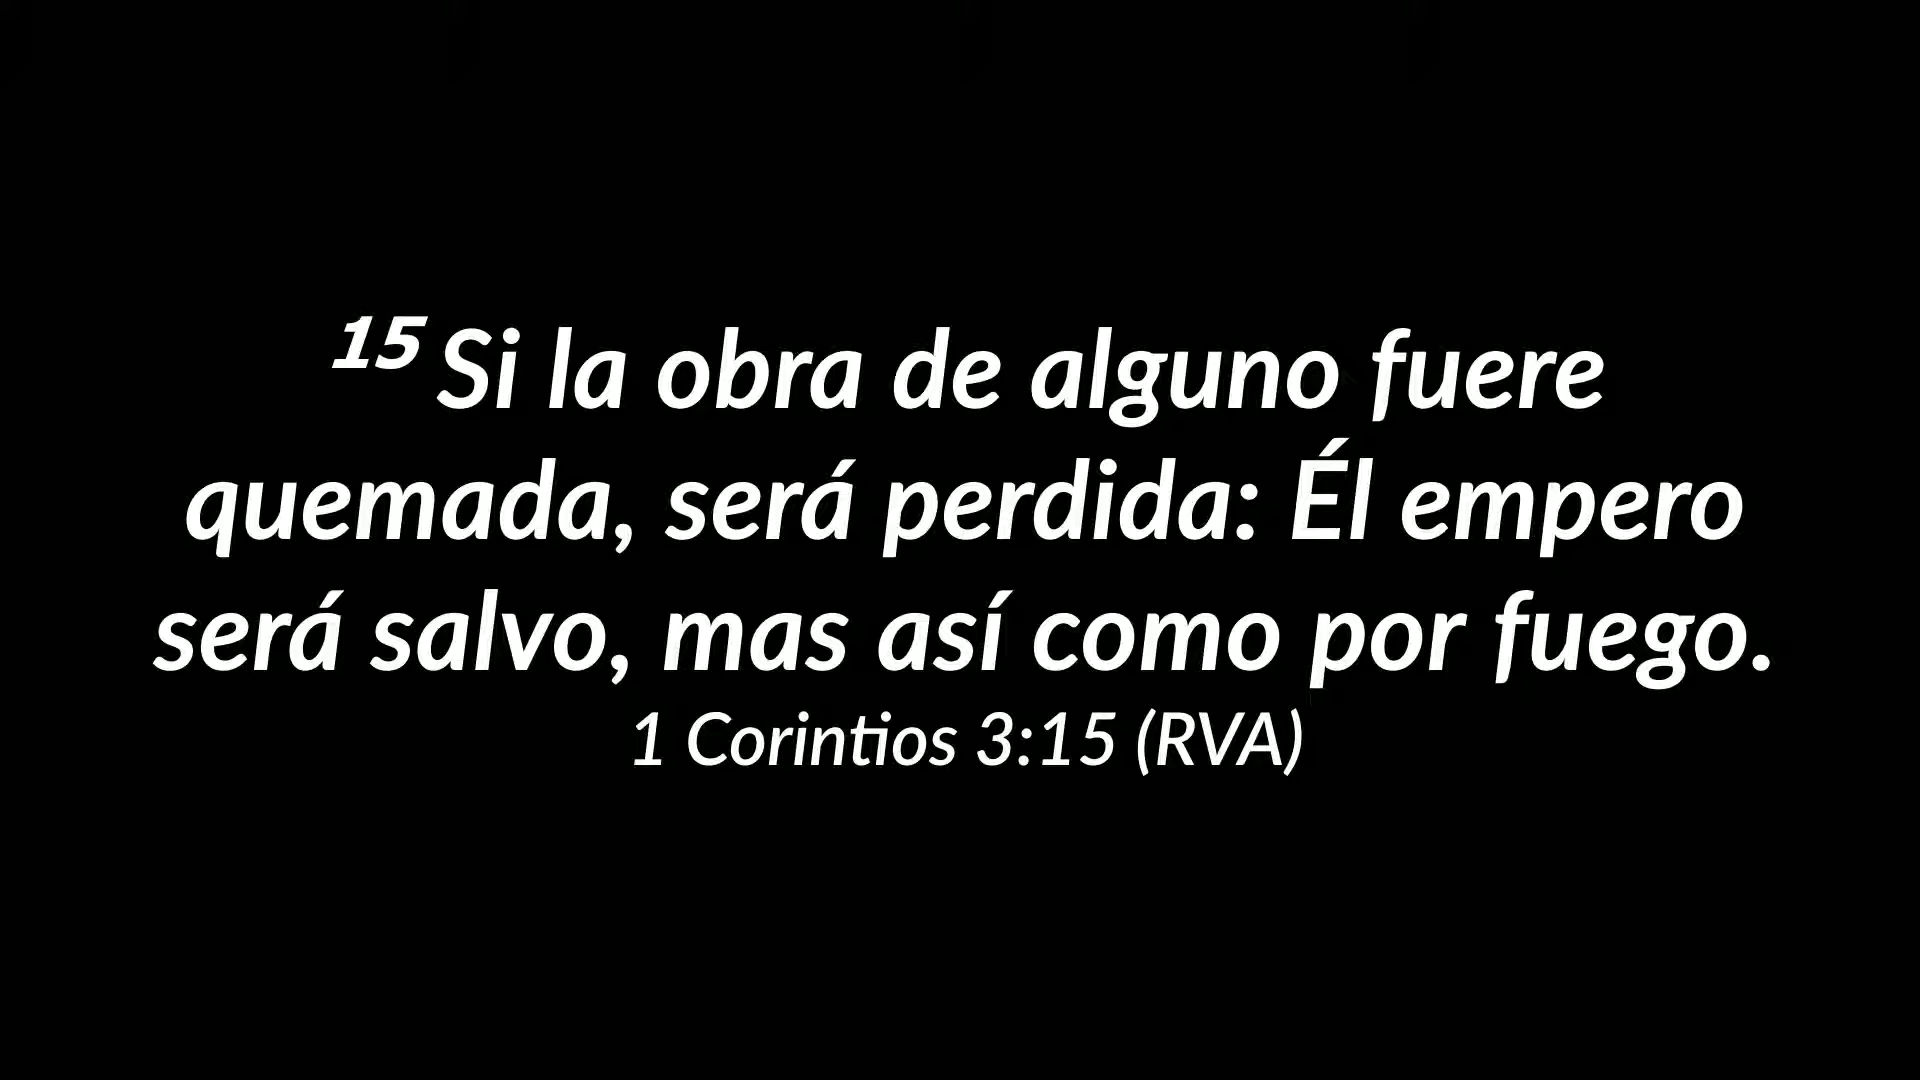 15 Si la obra de alguno fuere
quemada, será perdida: Él empero
será salvo, mas así como por fuego.
1 Corintios 3:15 (RVA)